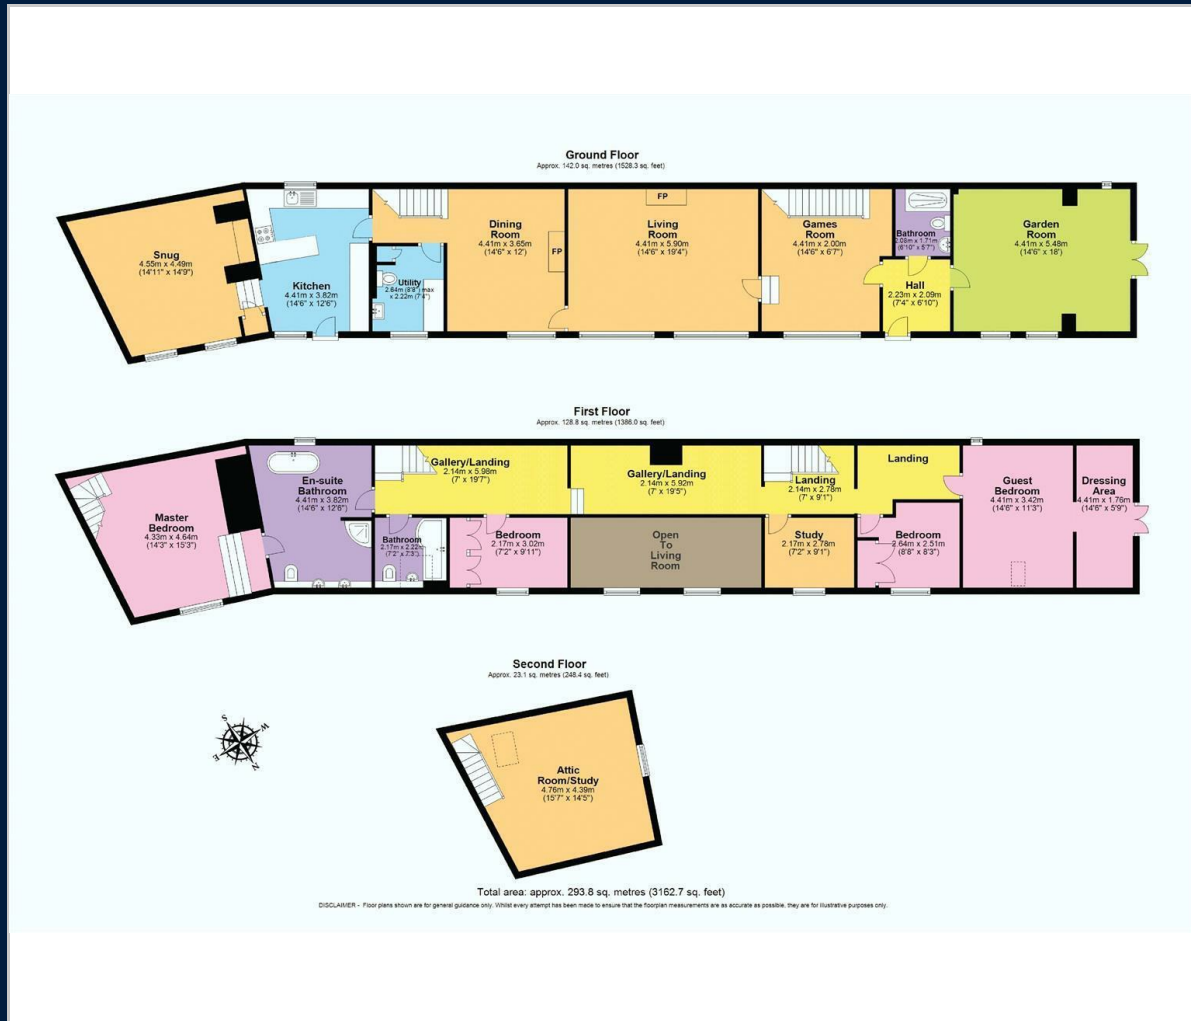 Ground Floor
Approx. 142.0 sq. metres (1528.3 sq. feet)
Snug
4.55m x 4.49m
(14'11" x 14'9")
Kitchen
4.41m x 3.82m
(14'6" x 12'6")
Utility
2.64m (8'8") max
x 2.22m (7'4")
Dining
Room
4.41m x 3.65m
(14'6" x 12')
FP
FP
Living
Room
4.41m x 5.90m
(14'6" x 19'4")
Games
Room
4.41m x 2.00m
(14'6" x 6'7")
Bathroom
2.08m x 1.71m
(6'10" x 5'7")
Hall
2.23m x 2.09m
(7'4" x 6'10")
Garden
Room
4.41m x 5.48m
(14'6" x 18')
First Floor
Approx. 128.8 sq. metres (1386.0 sq. feet)
Master
Bedroom
4.33m x 4.64m
(14'3" x 15'3")
En-suite
Bathroom
4.41m x 3.82m
(14'6" x 12'6")
Gallery/Landing
2.14m x 5.98m
(7' x 19'7")
Bathroom
2.17m x 2.22m
(7'2" x 7'3")
Bedroom
2.17m x 3.02m
(7'2" x 9'11")
Gallery/Landing
2.14m x 5.92m
(7' x 19'5")
Open
To
Living
Room
Landing
2.14m x 2.78m
(7' x 9'1")
Study
2.17m x 2.78m
(7'2" x 9'1")
Landing
Bedroom
2.64m x 2.51m
(8'8" x 8'3")
Guest
Bedroom
4.41m x 3.42m
(14'6" x 11'3")
Dressing
Area
4.41m x 1.76m
(14'6" x 5'9")
Second Floor
Approx. 23.1 sq. metres (248.4 sq. feet)
S
W
E
N
Attic
Room/Study
4.76m x 4.39m
(15'7" x 14'5")
Total area: approx. 293.8 sq. metres (3162.7 sq. feet)
DISCLAIMER - Floor plans shown are for general guidance only. Whilst every attempt has been made to ensure that the floorplan measurements are as accurate as possible, they are for illustrative purposes only.